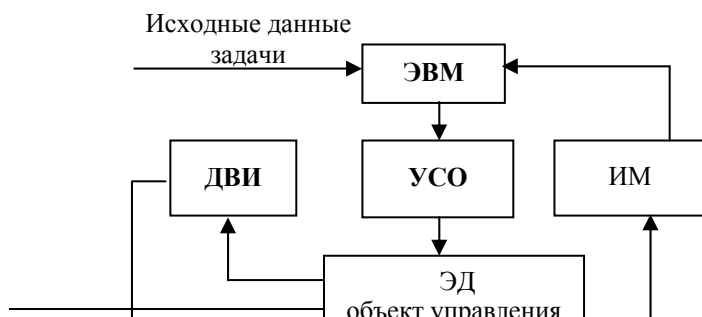 Исходные данные
задачи
ЭВМ
ДВИ
УСО
ИМ
ЭД
объект управления